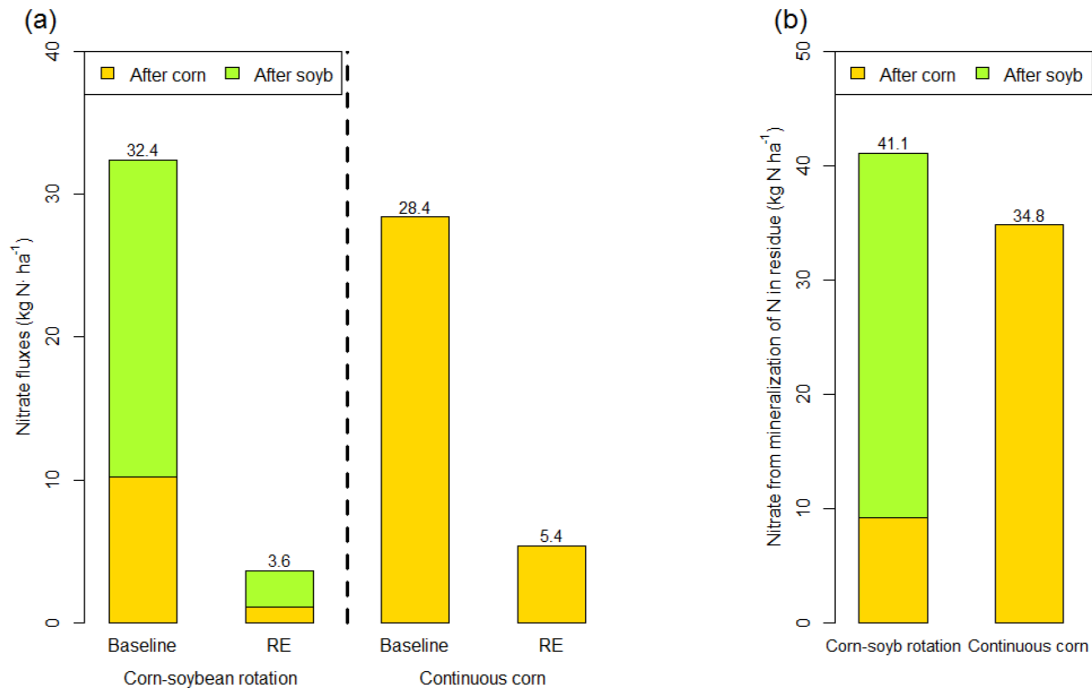 (a)
40
30
20
10
0
Nitrate fluxes (kg N· ha⁻¹)
After corn After soyb
32.4
3.6
28.4
5.4
Baseline RE Baseline RE
Corn-soybean rotation Continuous corn
(b)
50
40
30
20
10
0
Nitrate from mineralization of N in residue (kg N ha⁻¹)
After corn After soyb
41.1
34.8
Corn-soyb rotation Continuous corn